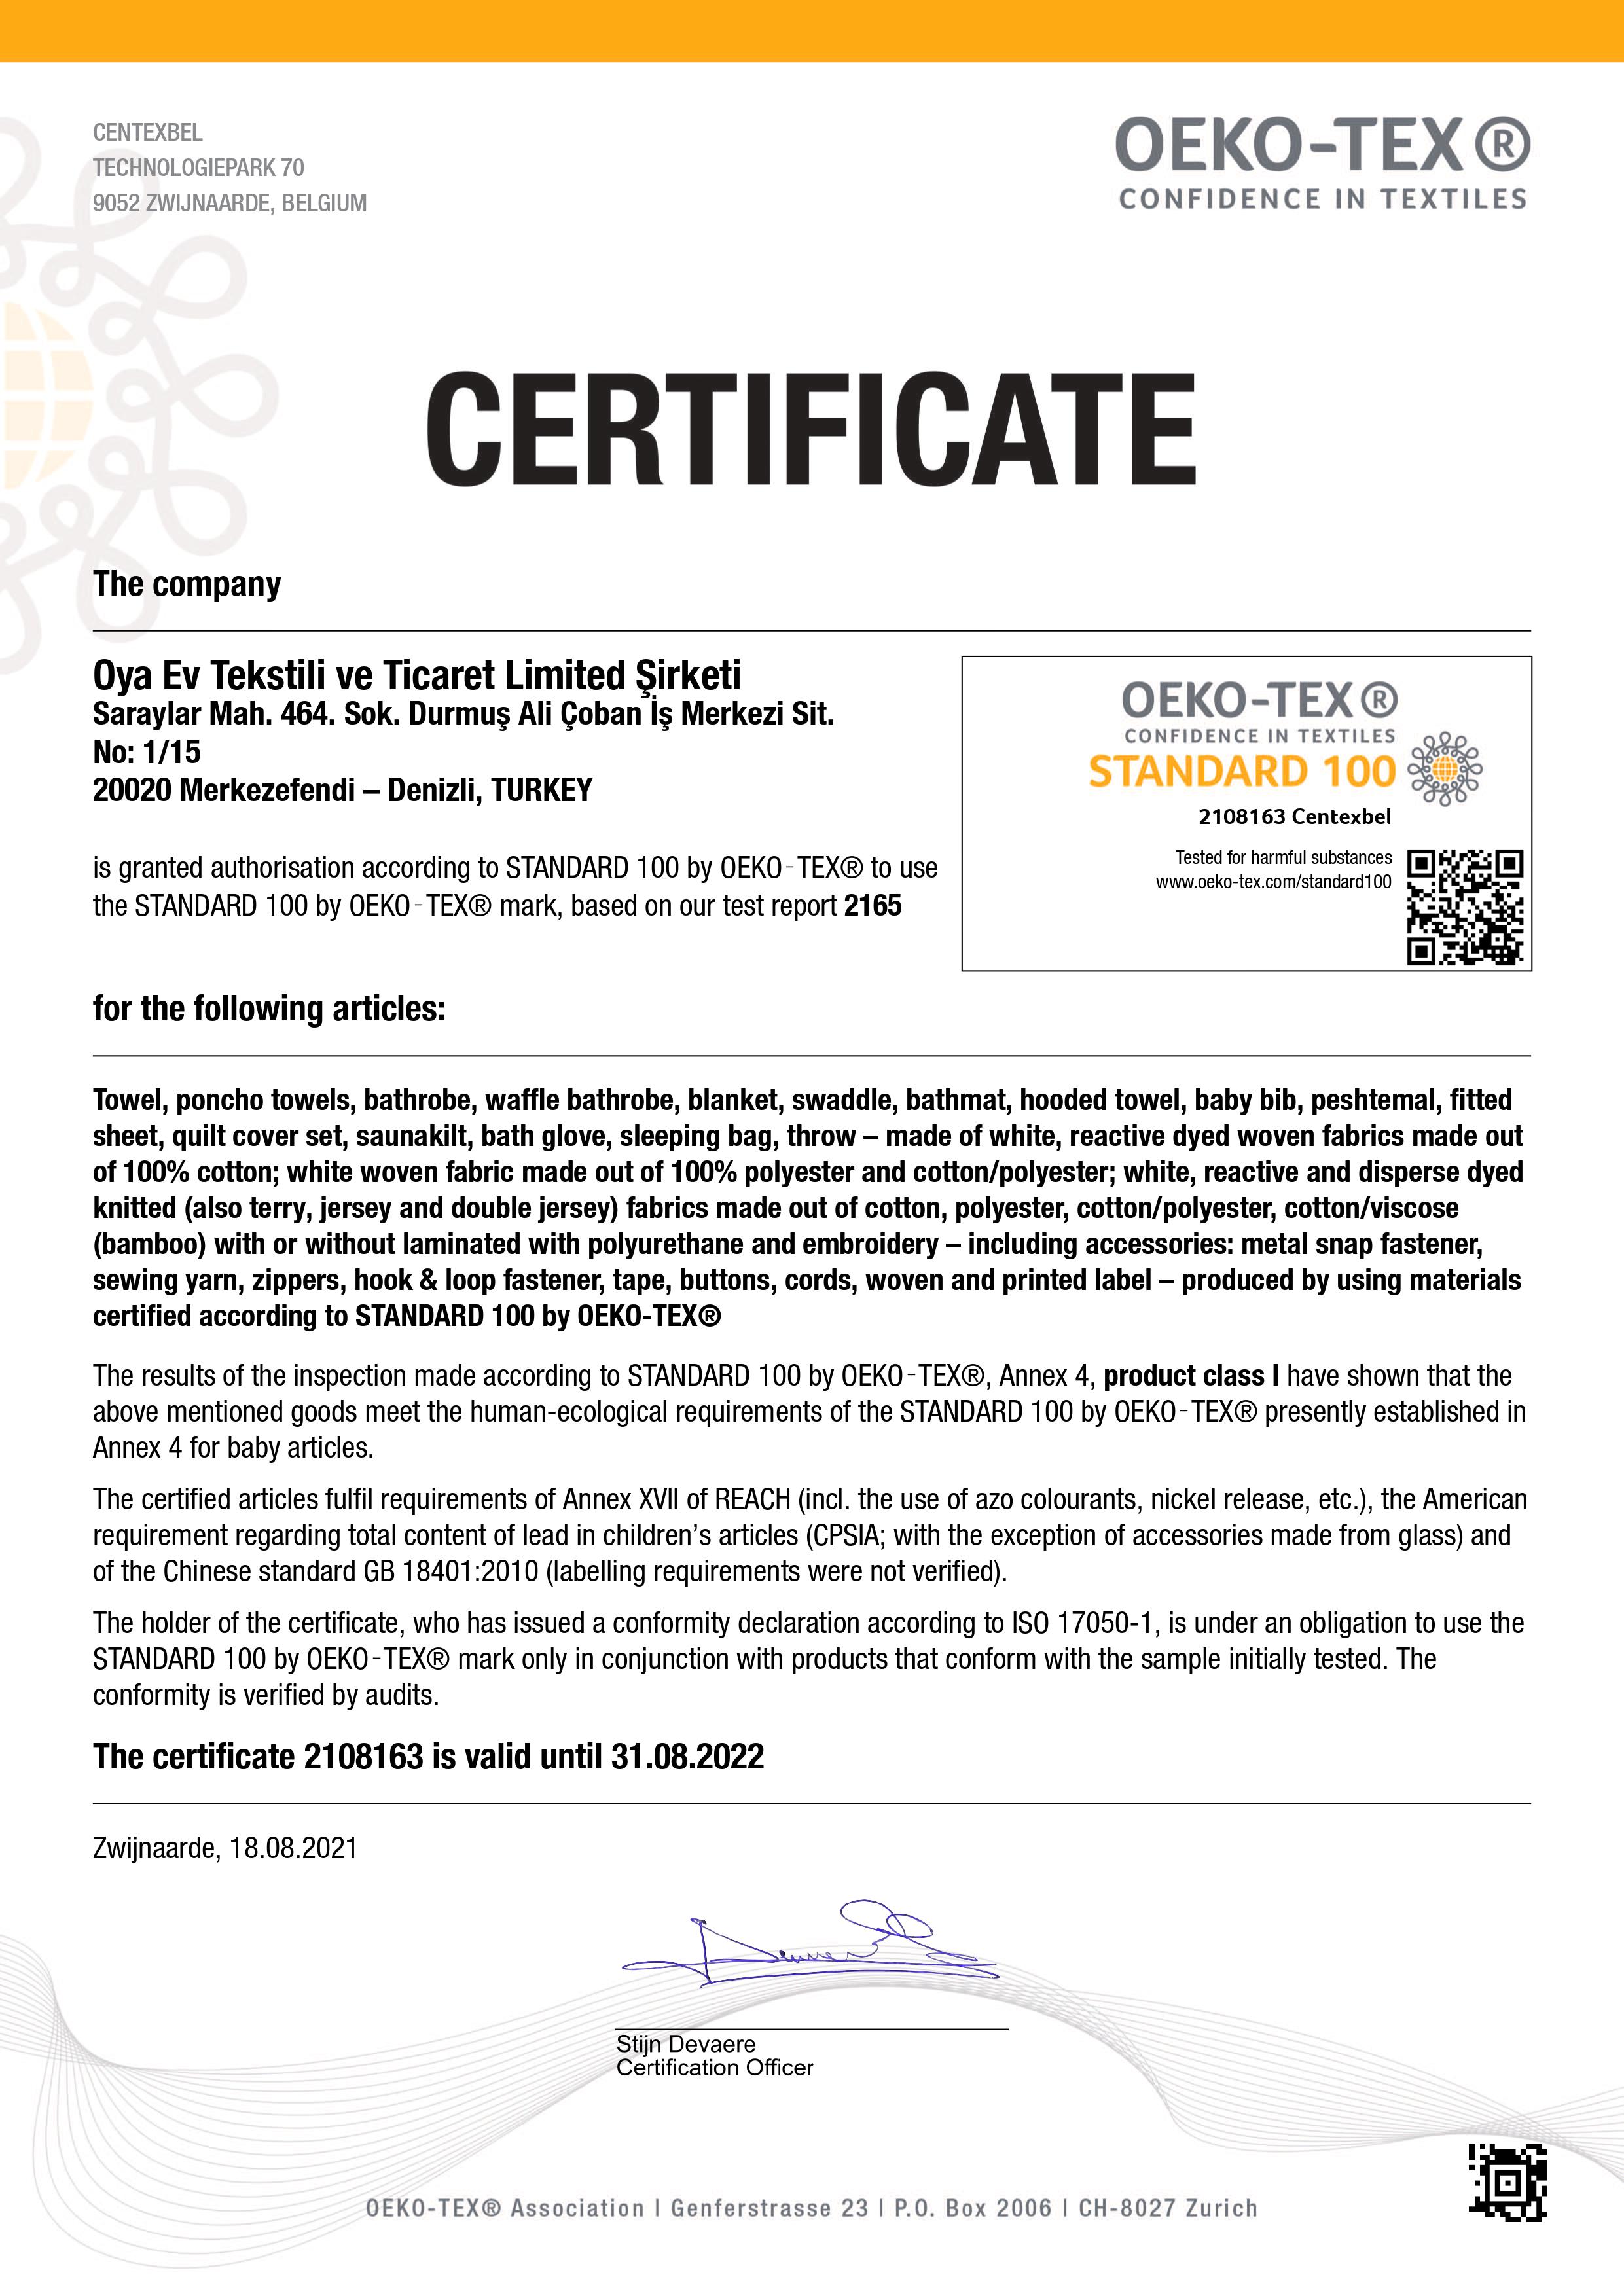 CENTEXBEL
TECHNOLOGIEPARK 70
9052 ZWIJNAARDE, BELGIUM
OEKO-TEX®
CONFIDENCE IN TEXTILES
CERTIFICATE
The company
Oya Ev Tekstili ve Ticaret Limited Şirketi
Saraylar Mah. 464. Sok. Durmuş Ali Çoban İş Merkezi Sit.
No: 1/15
20020 Merkezefendi – Denizli, TURKEY
is granted authorisation according to STANDARD 100 by OEKO-TEX® to use
the STANDARD 100 by OEKO-TEX® mark, based on our test report 2165
OEKO-TEX®
CONFIDENCE IN TEXTILES
STANDARD 100
2108163 Centexbel
Tested for harmful substances
www.oeko-tex.com/standard100
for the following articles:
Towel, poncho towels, bathrobe, waffle bathrobe, blanket, swaddle, bathmat, hooded towel, baby bib, peshtemal, fitted
sheet, quilt cover set, saunakilt, bath glove, sleeping bag, throw – made of white, reactive dyed woven fabrics made out
of 100% cotton; white woven fabric made out of 100% polyester and cotton/polyester; white, reactive and disperse dyed
knitted (also terry, jersey and double jersey) fabrics made out of cotton, polyester, cotton/polyester, cotton/viscose
(bamboo) with or without laminated with polyurethane and embroidery – including accessories: metal snap fastener,
sewing yarn, zippers, hook & loop fastener, tape, buttons, cords, woven and printed label – produced by using materials
certified according to STANDARD 100 by OEKO-TEX®
The results of the inspection made according to STANDARD 100 by OEKO-TEX®, Annex 4, product class I have shown that the
above mentioned goods meet the human-ecological requirements of the STANDARD 100 by OEKO-TEX® presently established in
Annex 4 for baby articles.
The certified articles fulfil requirements of Annex XVII of REACH (incl. the use of azo colourants, nickel release, etc.), the American
requirement regarding total content of lead in children's articles (CPSIA; with the exception of accessories made from glass) and
of the Chinese standard GB 18401:2010 (labelling requirements were not verified).
The holder of the certificate, who has issued a conformity declaration according to ISO 17050-1, is under an obligation to use the
STANDARD 100 by OEKO-TEX® mark only in conjunction with products that conform with the sample initially tested. The
conformity is verified by audits.
The certificate 2108163 is valid until 31.08.2022
Zwijnaarde, 18.08.2021
Stijn Devaere
Certification Officer
OEKO-TEX® Association | Genferstrasse 23 | P.O. Box 2006 | CH-8027 Zurich